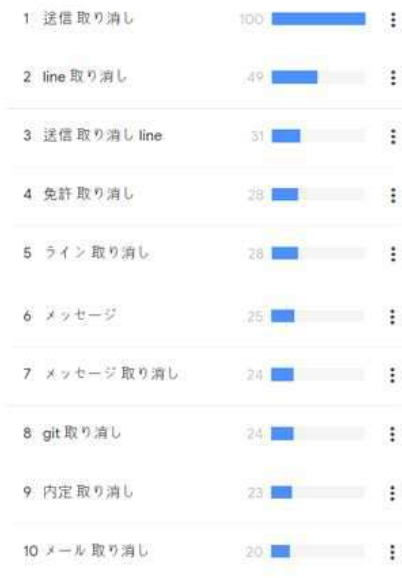 1 送信 取り消し 100
2 line 取り消し 49
3 送信 取り消し line 31
4 免許 取り消し 28
5 ライン 取り消し 28
6 メッセージ 25
7 メッセージ 取り消し 24
8 git 取り消し 24
9 内定 取り消し 23
10 メール 取り消し 20